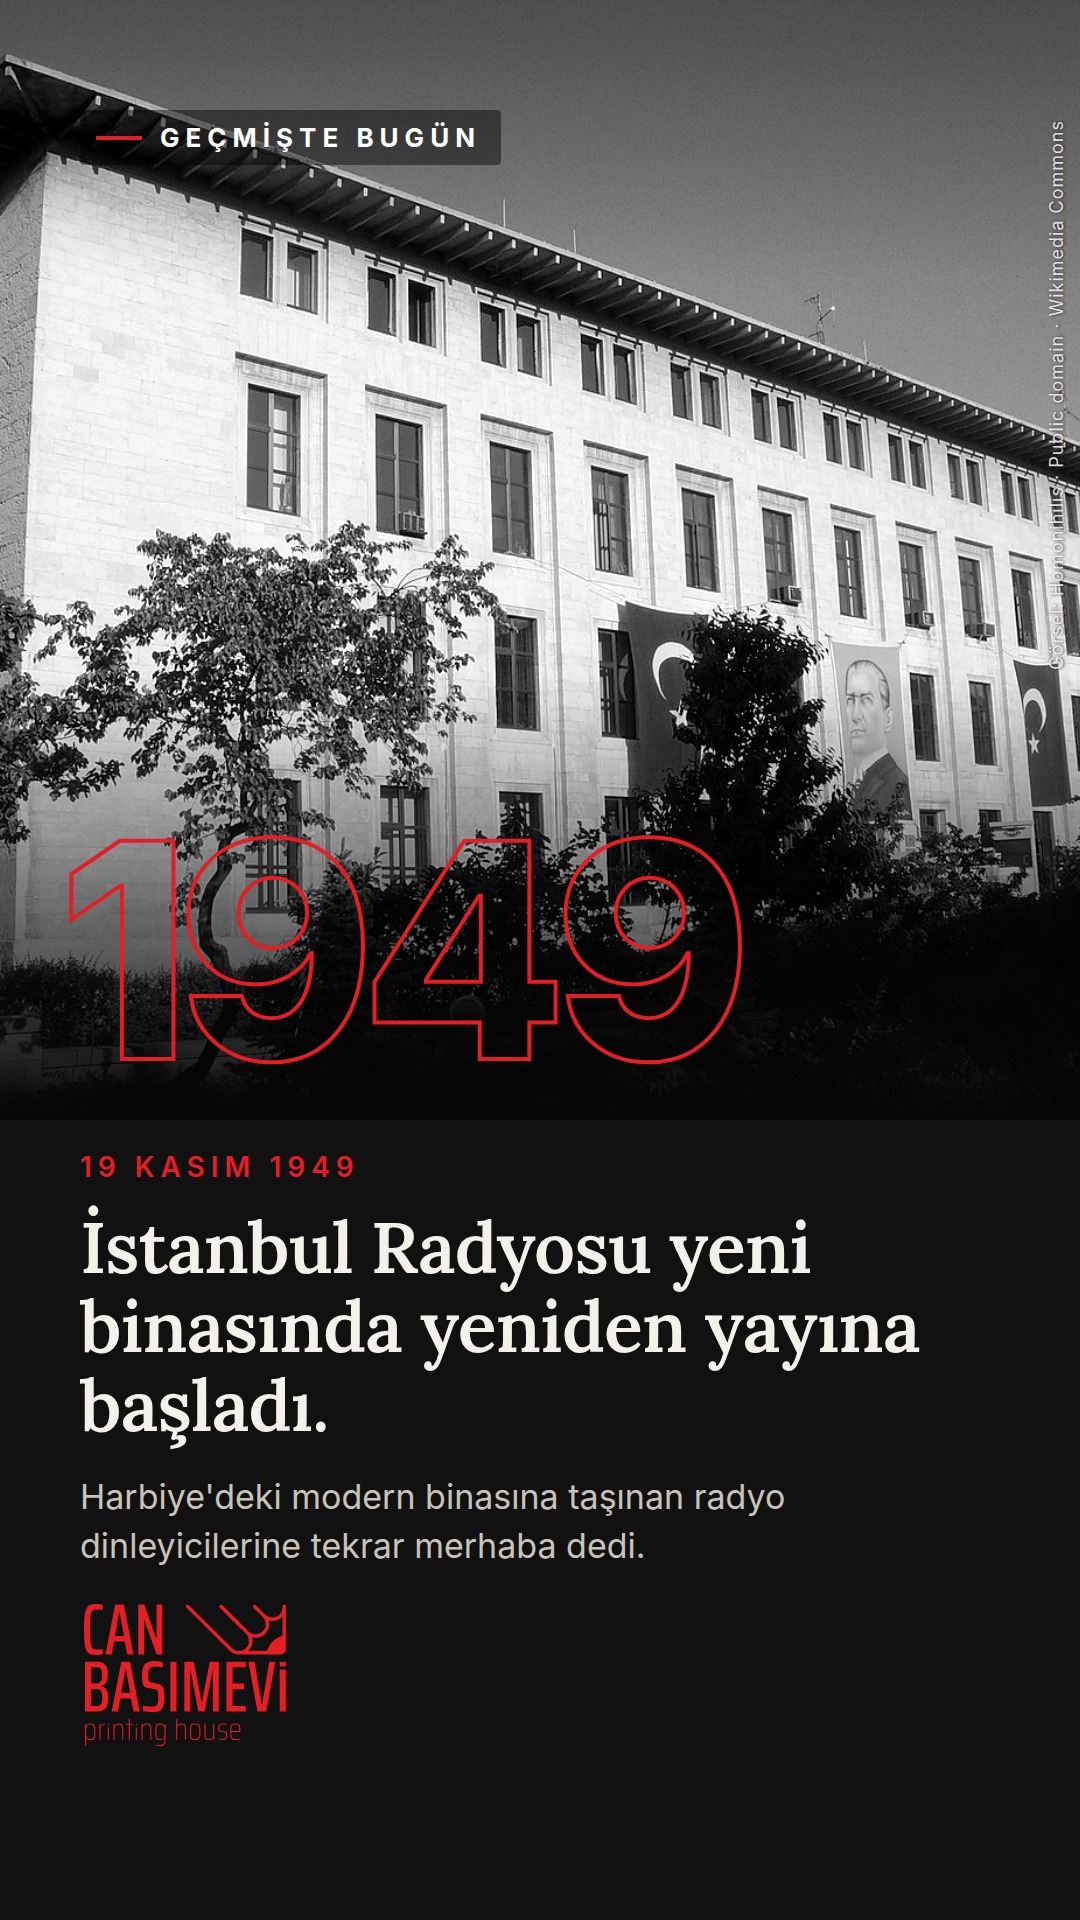 GEÇMİŞTE BUGÜN
Görsel: Homonihilis · Public domain · Wikimedia Commons
1949
19 KASIM 1949
İstanbul Radyosu yeni
binasında yeniden yayına
başladı.
Harbiye'deki modern binasına taşınan radyo
dinleyicilerine tekrar merhaba dedi.
CAN
BASIMEVİ
printing house